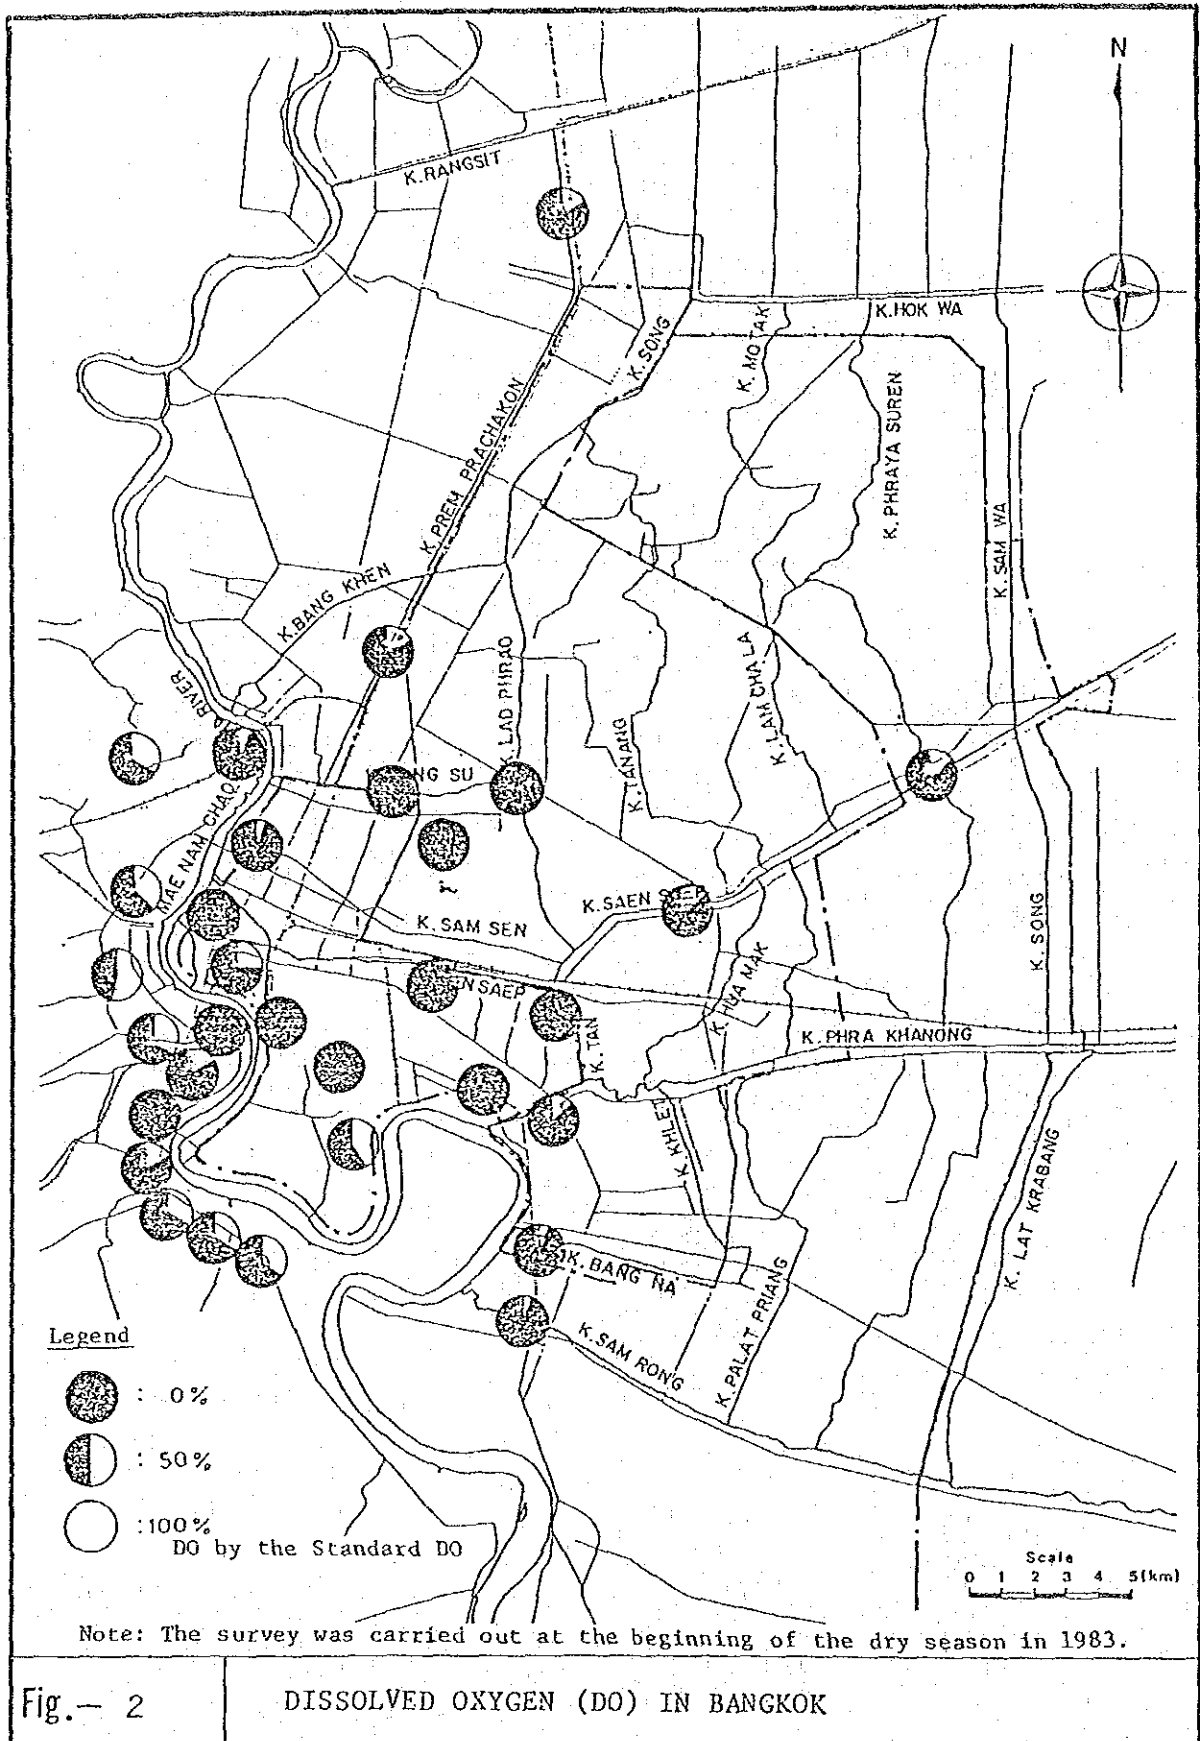 N
K.RANGSIT
K.HOK WA
K. SONG
K. MOTAK
K. PHRAYA SUREN
K. PREM PRACHAKON
K. SAM WA
K.BANG KHEN
RIVER
K. LAD PHRAO
K. LAM CHA LA
K.TANANG
NG SU
MAE NAM CHAO
K.SAEN
K. SAM SEN
K. SONG
K. HUA MAK
N SAEP
K. TAN
K. PHRA KHANONG
K. KHLET
K. LAT KRABANG
K. BANG NA
K. PALAT PRIANG
K. SAM RONG
Legend
: 0%
: 50%
:100%
DO by the Standard DO
Scale
0 1 2 3 4 5(km)
Note: The survey was carried out at the beginning of the dry season in 1983.
Fig.- 2
DISSOLVED OXYGEN (DO) IN BANGKOK